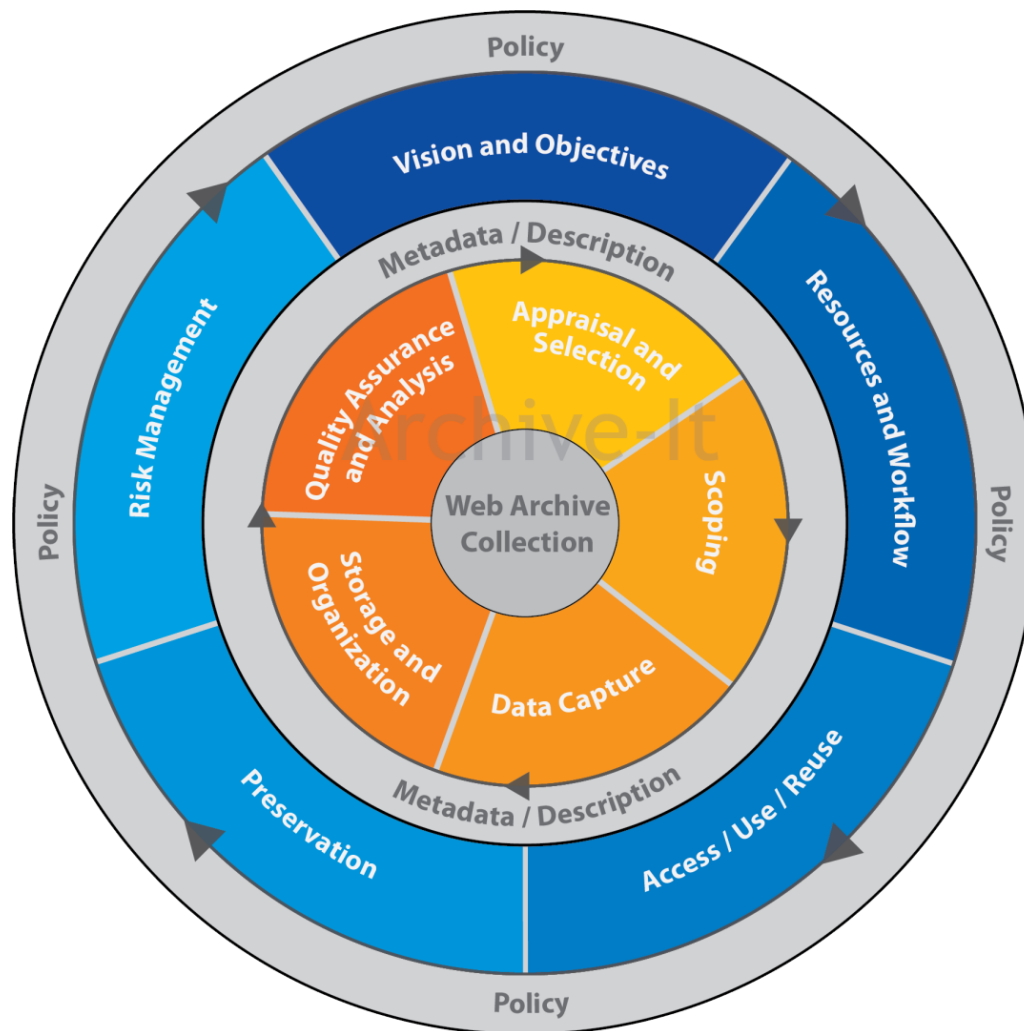 Policy
Vision and Objectives
Metadata / Description
Resources and Workflow
Policy
Access / Use / Reuse
Policy
Preservation
Risk Management
Policy
Appraisal and
Selection
Scoping
Data Capture
Metadata / Description
Storage and
Organization
Quality Assurance
and Analysis
Archive-It
Web Archive
Collection